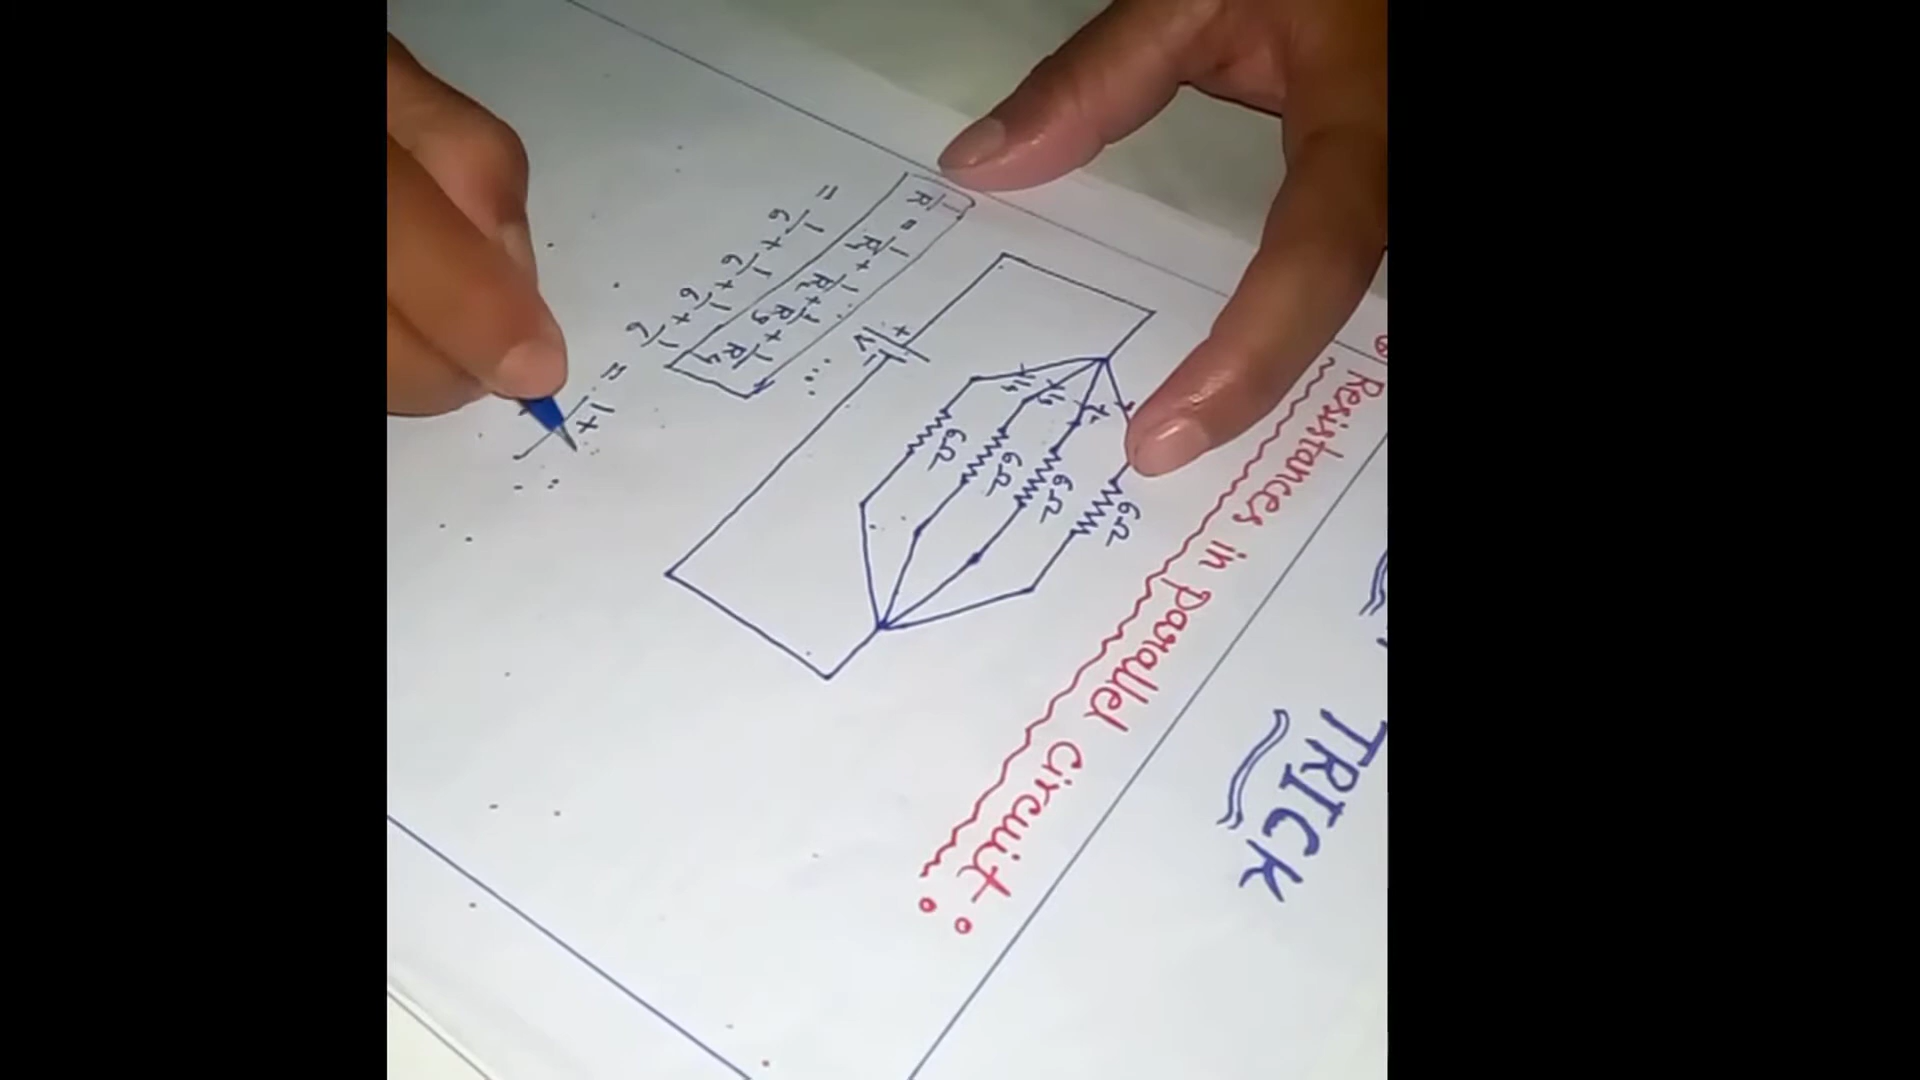 TRICK
Resistances in Parallel circuit:
6Ω
6Ω
6Ω
6Ω
+ V -
1/R = 1/R1 + 1/R2 + 1/R3 + 1/R4 ....
= 1/6 + 1/6 + 1/6 + 1/6
= 1+